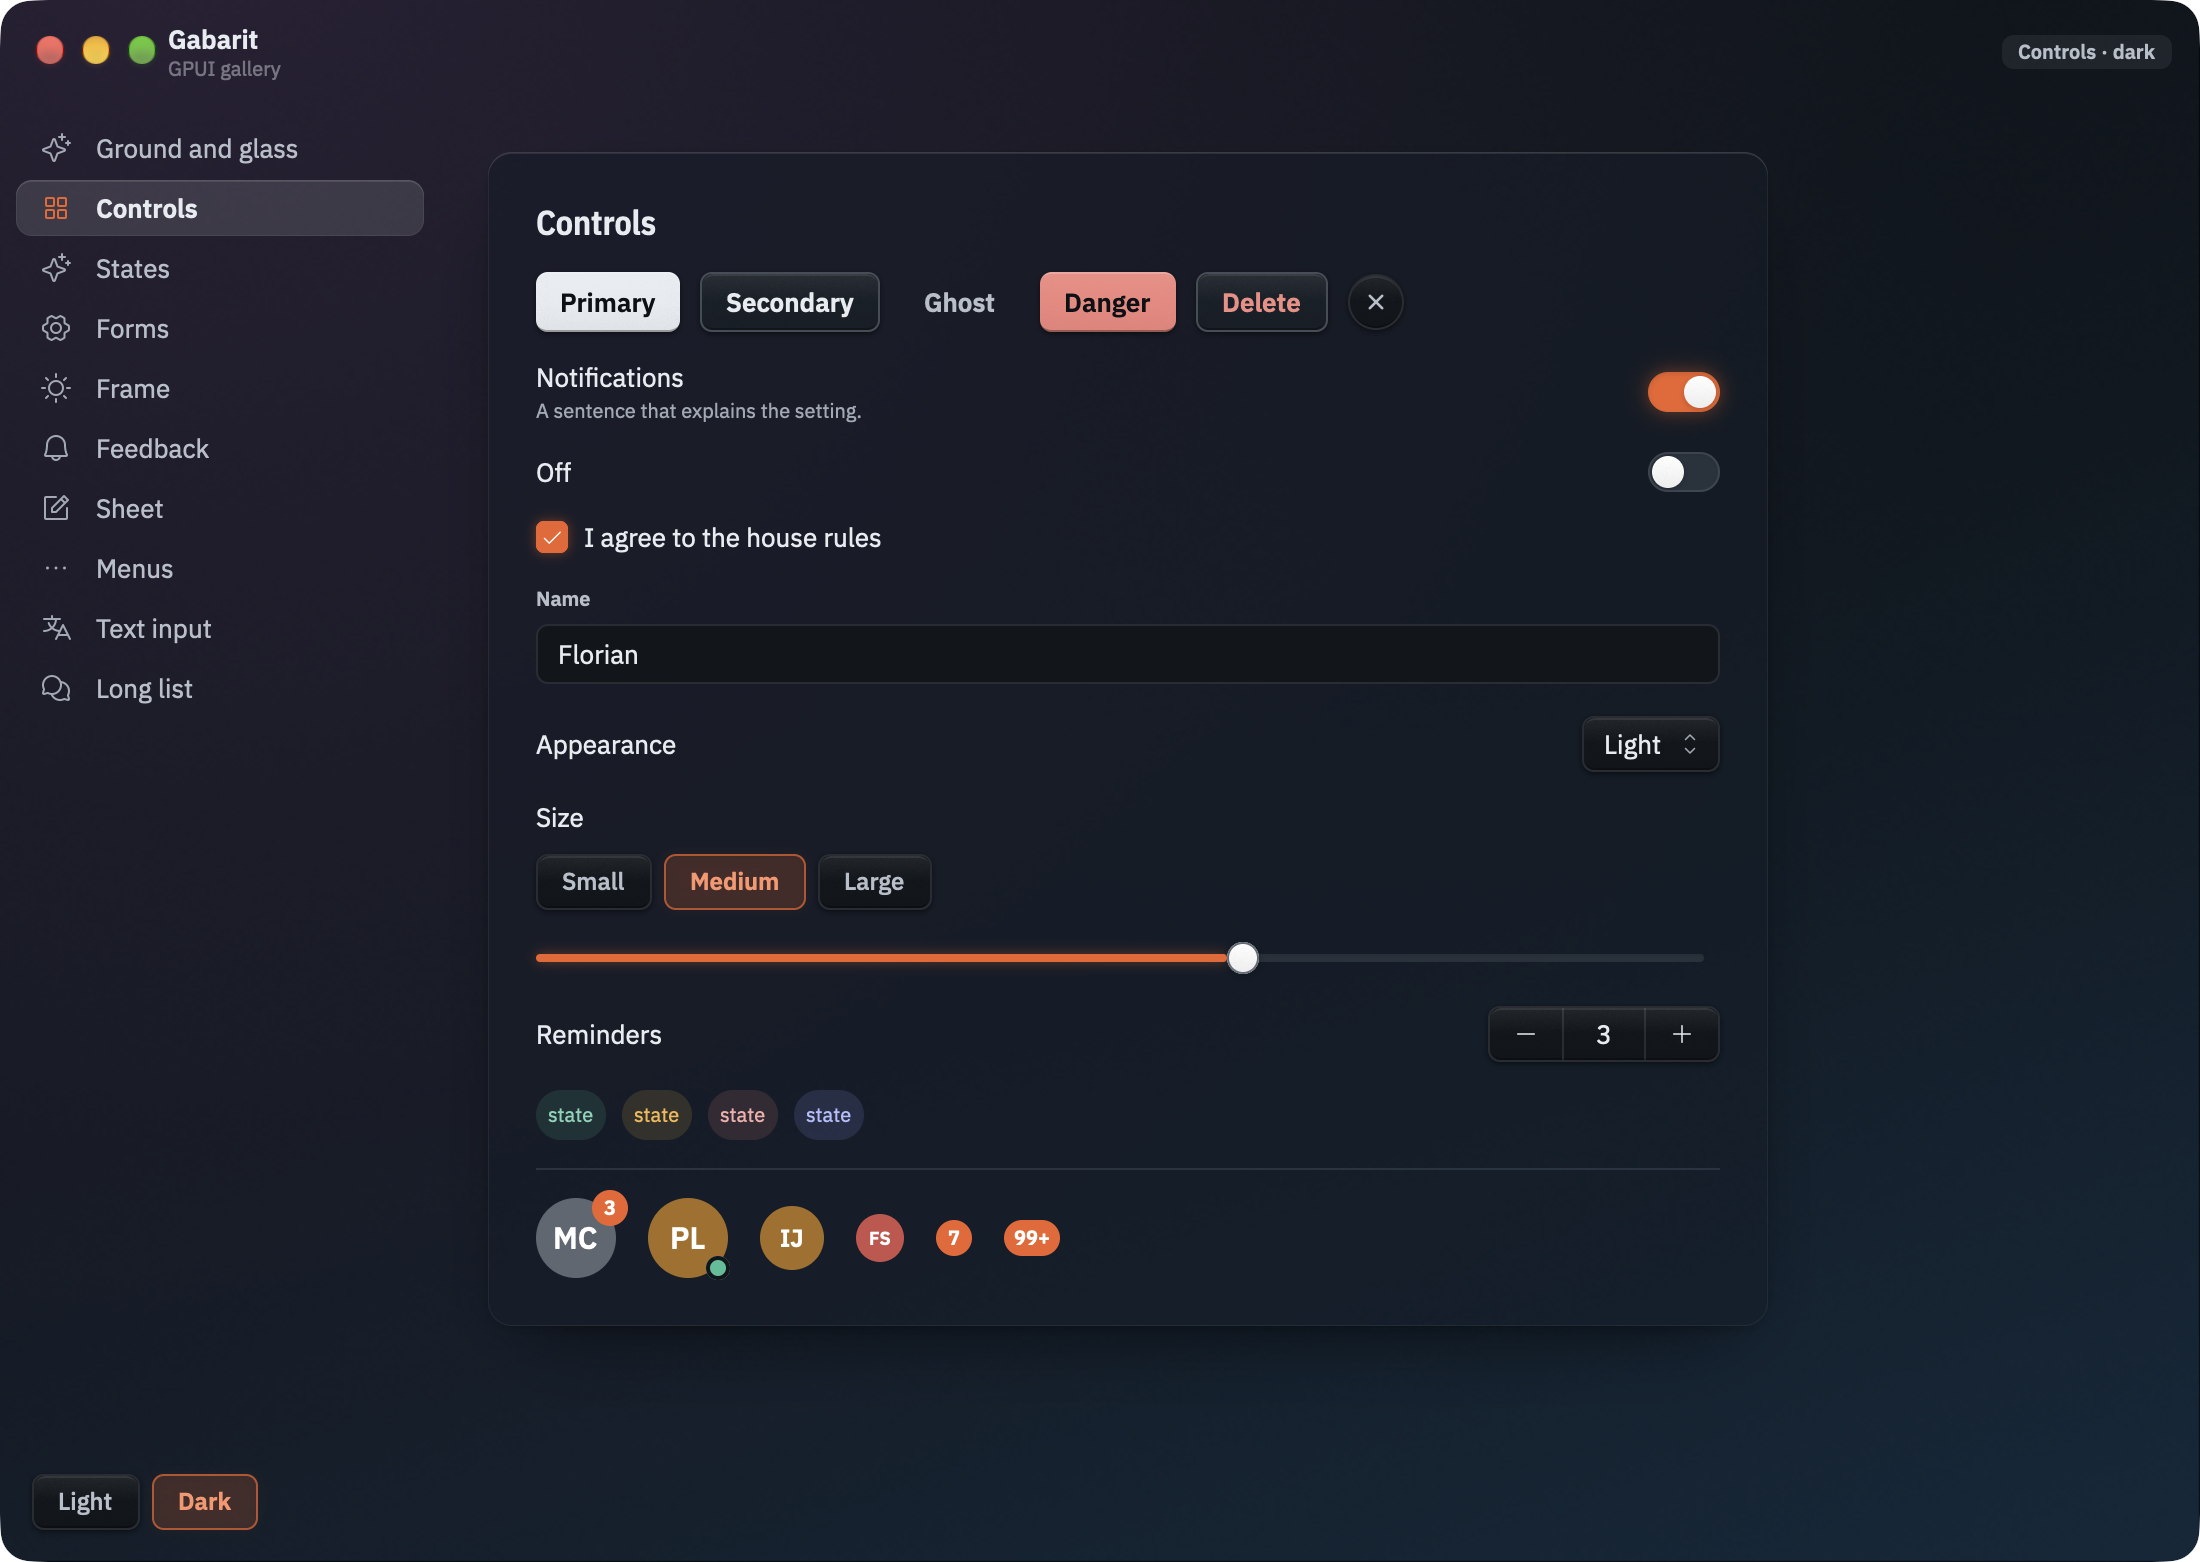 Gabarit
GPUI gallery
Controls · dark
Ground and glass
Controls
States
Forms
Frame
Feedback
Sheet
Menus
Text input
Long list
Light Dark
Controls
Primary Secondary Ghost Danger Delete
Notifications
A sentence that explains the setting.
Off
I agree to the house rules
Name
Florian
Appearance Light
Size
Small Medium Large
Reminders 3
state state state state
MC 3 PL IJ FS 7 99+